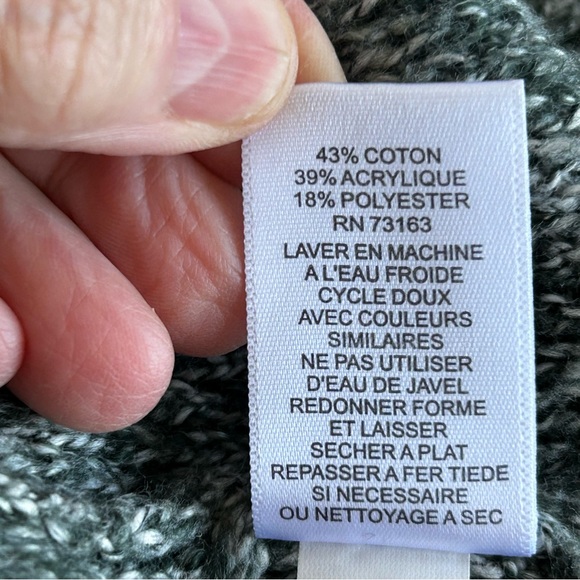 43% COTON
39% ACRYLIQUE
18% POLYESTER
RN 73163
LAVER EN MACHINE
A L'EAU FROIDE
CYCLE DOUX
AVEC COULEURS
SIMILAIRES
NE PAS UTILISER
D'EAU DE JAVEL
REDONNER FORME
ET LAISSER
SECHER A PLAT
REPASSER A FER TIEDE
SI NECESSAIRE
OU NETTOYAGE A SEC